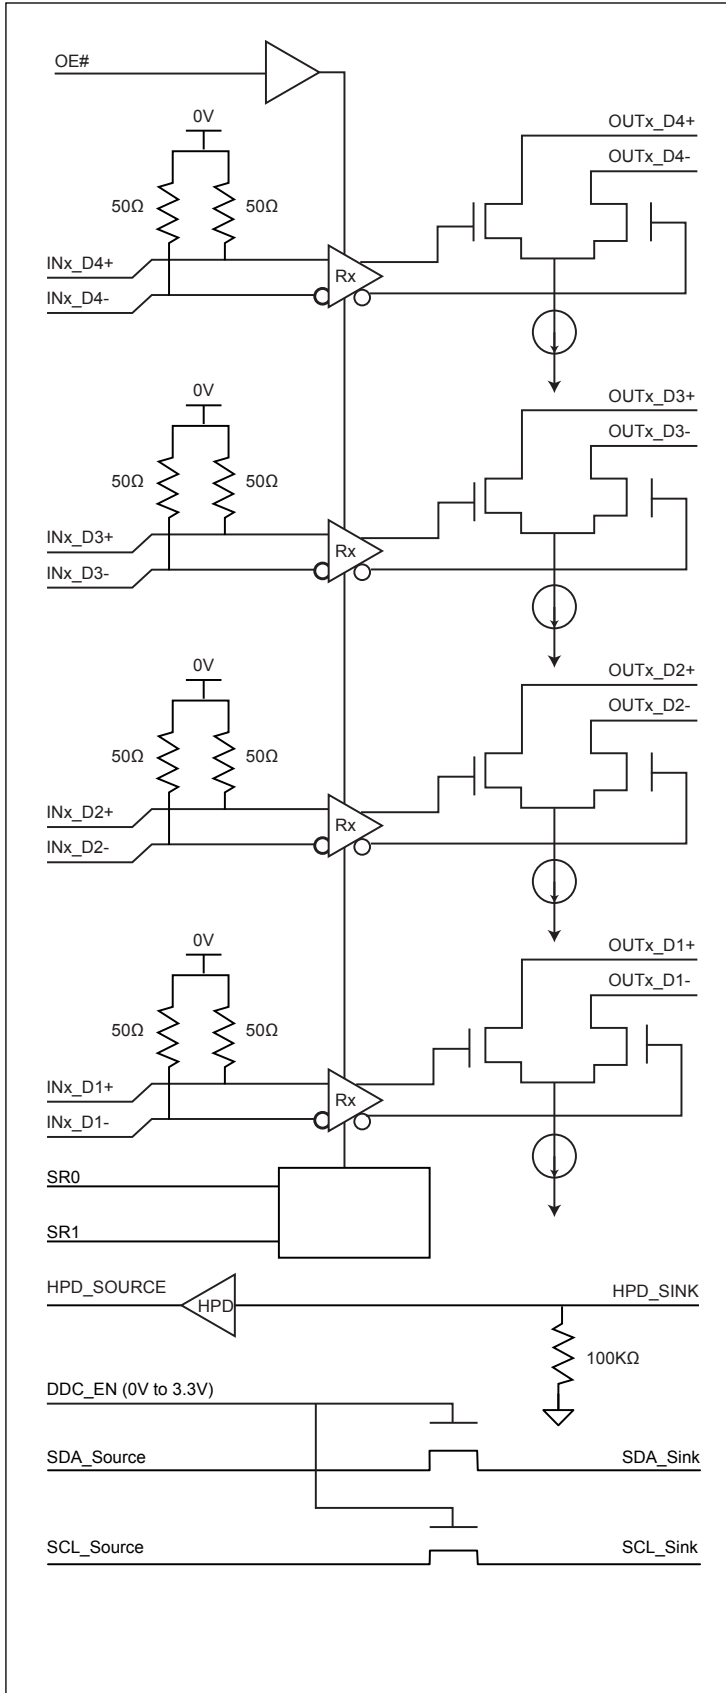 OE#
0V
OUTx_D4+
OUTx_D4-
50Ω 50Ω
INx_D4+
Rx
INx_D4-
0V
OUTx_D3+
OUTx_D3-
50Ω 50Ω
INx_D3+
Rx
INx_D3-
0V
OUTx_D2+
OUTx_D2-
50Ω 50Ω
INx_D2+
Rx
INx_D2-
0V
OUTx_D1+
OUTx_D1-
50Ω 50Ω
INx_D1+
Rx
INx_D1-
SR0
SR1
HPD_SOURCE HPD HPD_SINK
100KΩ
DDC_EN (0V to 3.3V)
SDA_Source SDA_Sink
SCL_Source SCL_Sink